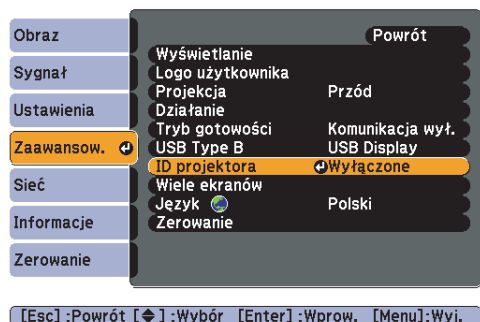 Obraz
Sygnał
Ustawienia
Zaawansow.
Sieć
Informacje
Zerowanie
Powrót
Wyświetlanie
Logo użytkownika
Projekcja Przód
Działanie
Tryb gotowości Komunikacja wył.
USB Type B USB Display
ID projektora Wyłączone
Wiele ekranów
Język Polski
Zerowanie
[Esc] :Powrót [◆] :Wybór [Enter] :Wprow. [Menu]:Wyj.